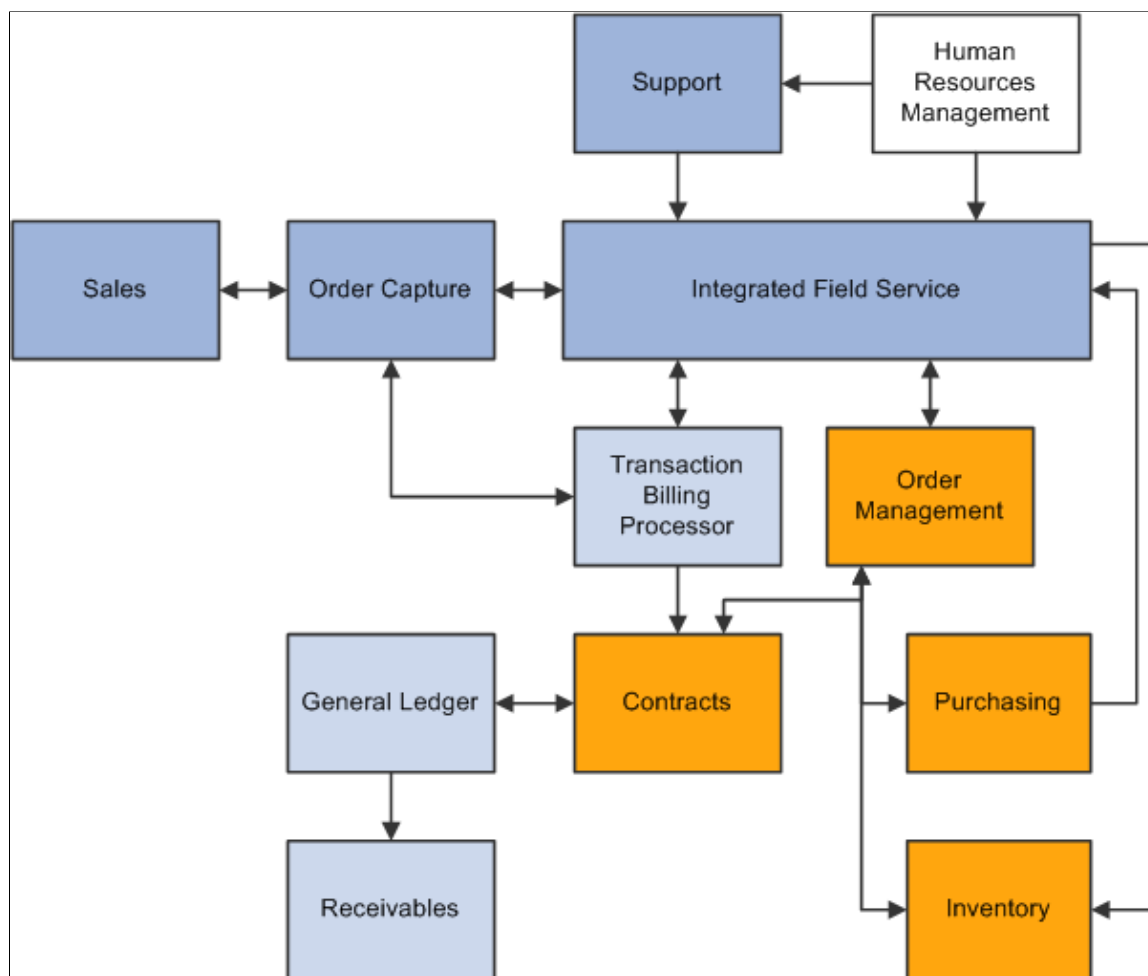 Support
Human
Resources
Management
Sales
Order Capture
Integrated Field Service
Transaction
Billing
Processor
Order
Management
General Ledger
Contracts
Purchasing
Receivables
Inventory